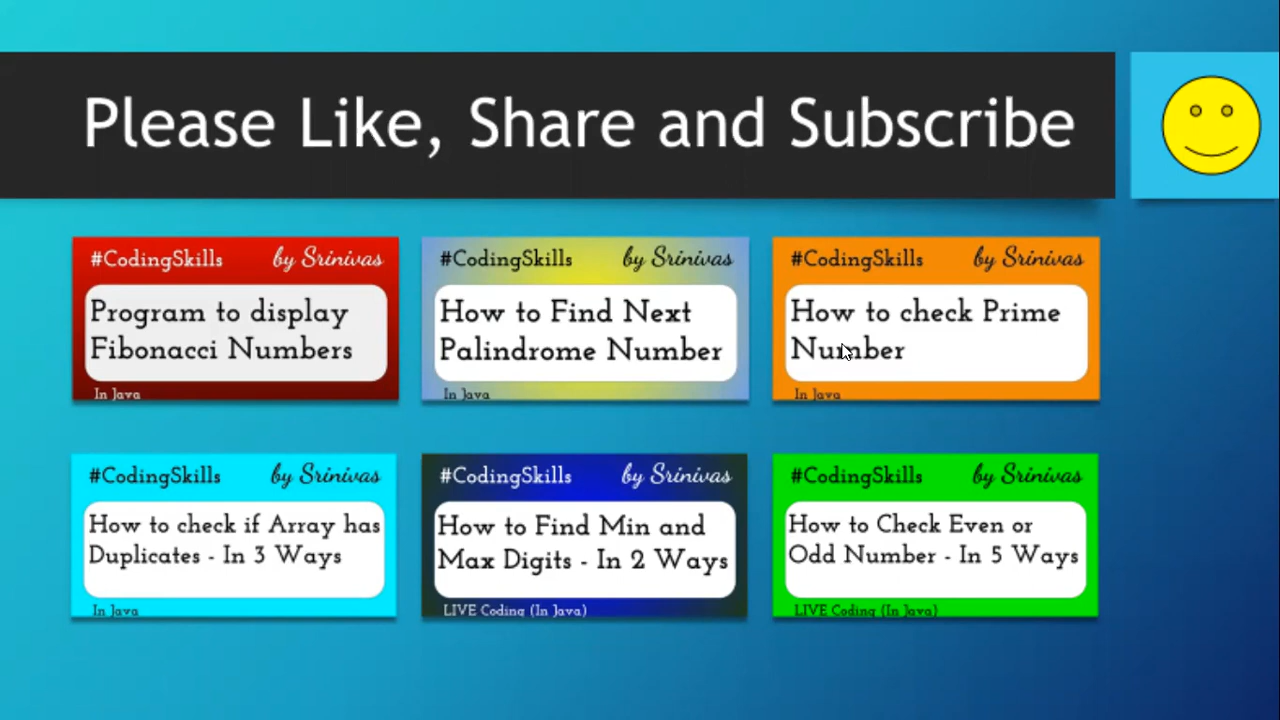 Please Like, Share and Subscribe
#CodingSkills by Srinivas
Program to display
Fibonacci Numbers
In Java
#CodingSkills by Srinivas
How to Find Next
Palindrome Number
In Java
#CodingSkills by Srinivas
How to check Prime
Number
In Java
#CodingSkills by Srinivas
How to check if Array has
Duplicates - In 3 Ways
In Java
#CodingSkills by Srinivas
How to Find Min and
Max Digits - In 2 Ways
LIVE Coding (In Java)
#CodingSkills by Srinivas
How to Check Even or
Odd Number - In 5 Ways
LIVE Coding (In Java)